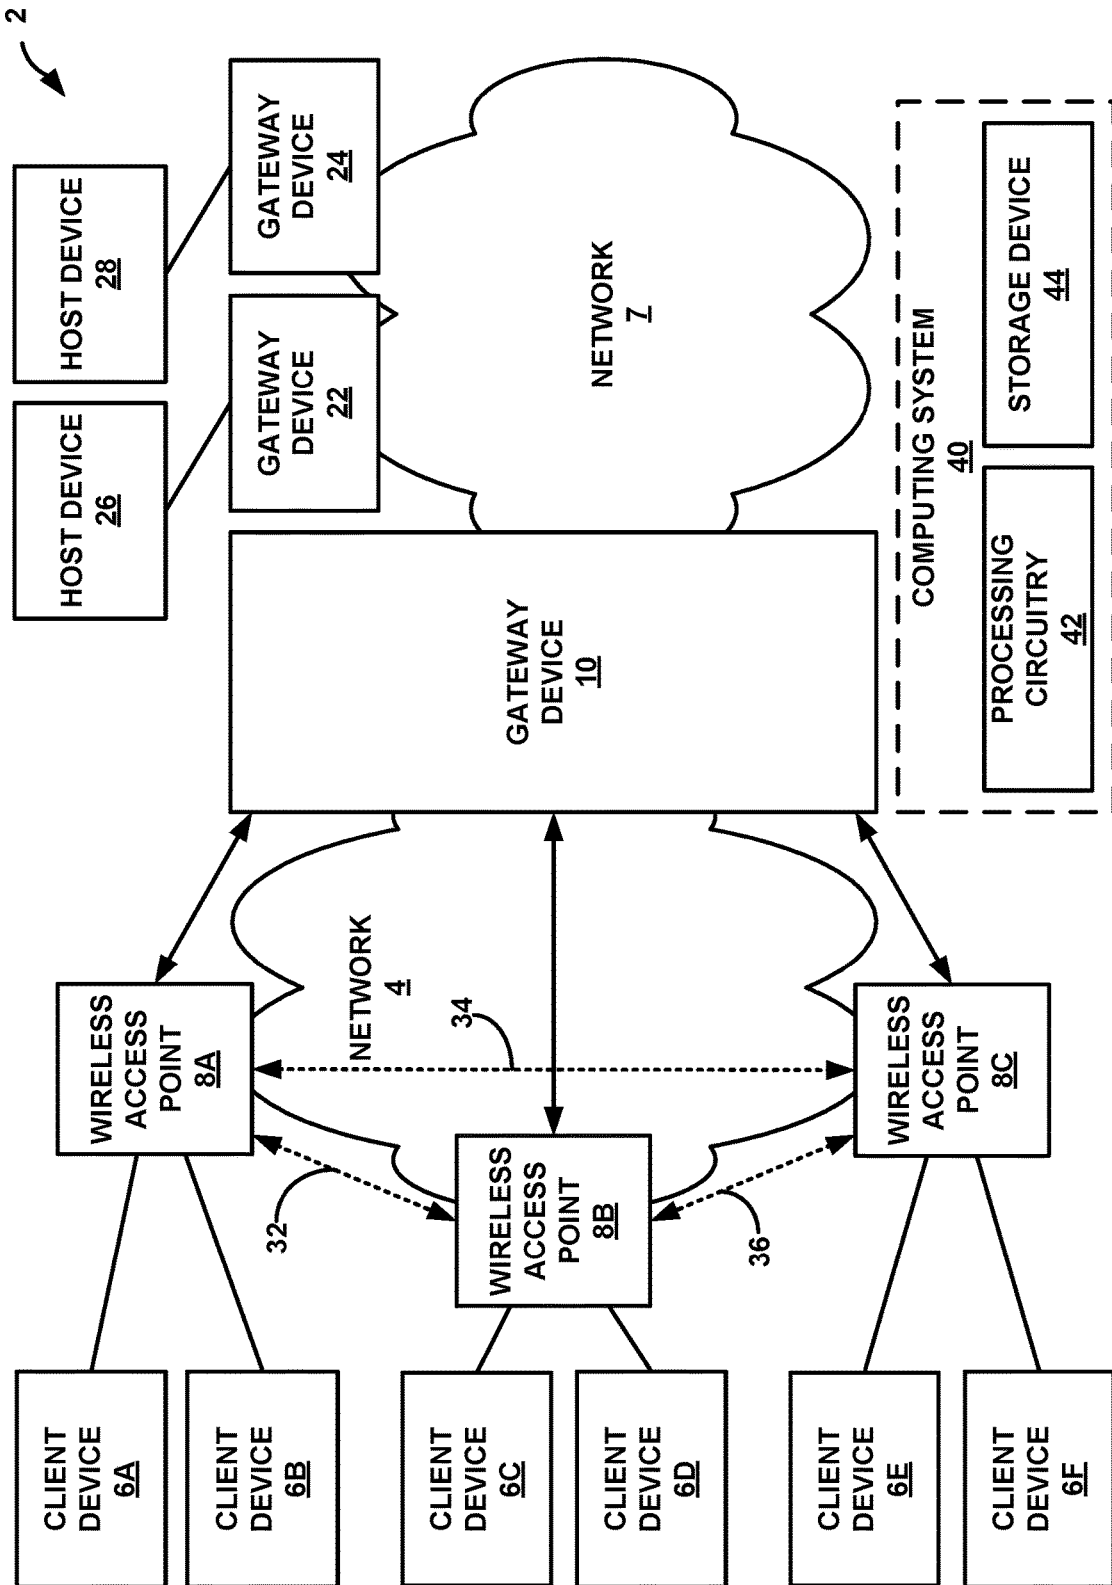 2
HOST DEVICE
26
HOST DEVICE
28
GATEWAY
DEVICE
22
GATEWAY
DEVICE
24
CLIENT
DEVICE
6A
CLIENT
DEVICE
6B
WIRELESS
ACCESS
POINT
8A
NETWORK
4
GATEWAY
DEVICE
10
NETWORK
7
32
34
CLIENT
DEVICE
6C
CLIENT
DEVICE
6D
WIRELESS
ACCESS
POINT
8B
36
CLIENT
DEVICE
6E
CLIENT
DEVICE
6F
WIRELESS
ACCESS
POINT
8C
COMPUTING SYSTEM
40
PROCESSING
CIRCUITRY
42
STORAGE DEVICE
44